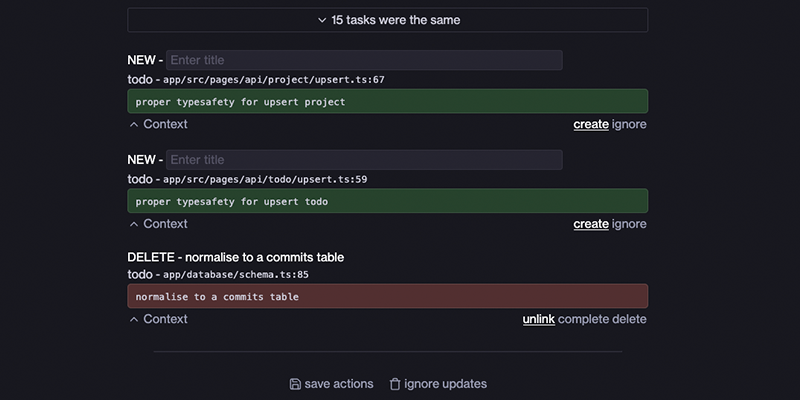 15 tasks were the same
NEW - Enter title
todo - app/src/pages/api/project/upsert.ts:67
proper typesafety for upsert project
Context create ignore
NEW - Enter title
todo - app/src/pages/api/todo/upsert.ts:59
proper typesafety for upsert todo
Context create ignore
DELETE - normalise to a commits table
todo - app/database/schema.ts:85
normalise to a commits table
Context unlink complete delete
save actions ignore updates